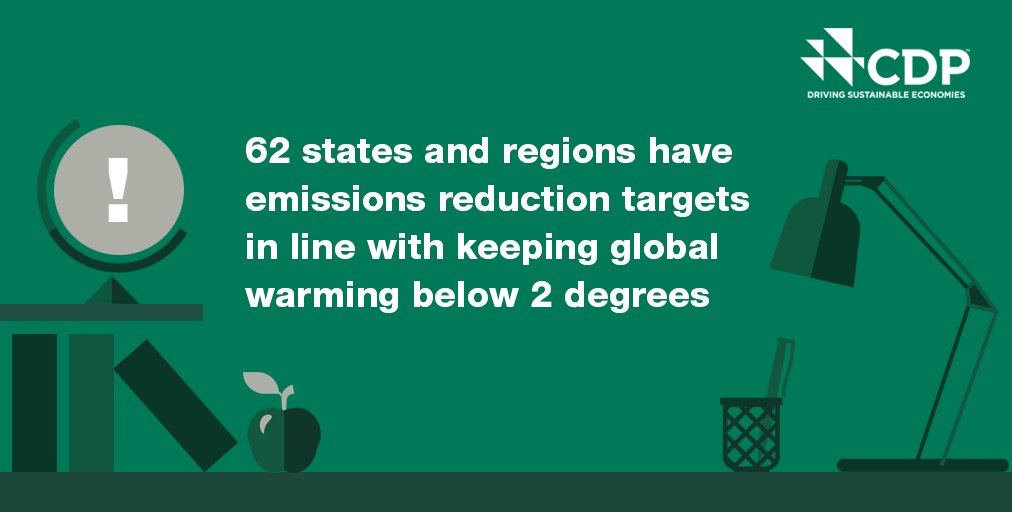 CDP™
DRIVING SUSTAINABLE ECONOMIES
!
62 states and regions have
emissions reduction targets
in line with keeping global
warming below 2 degrees